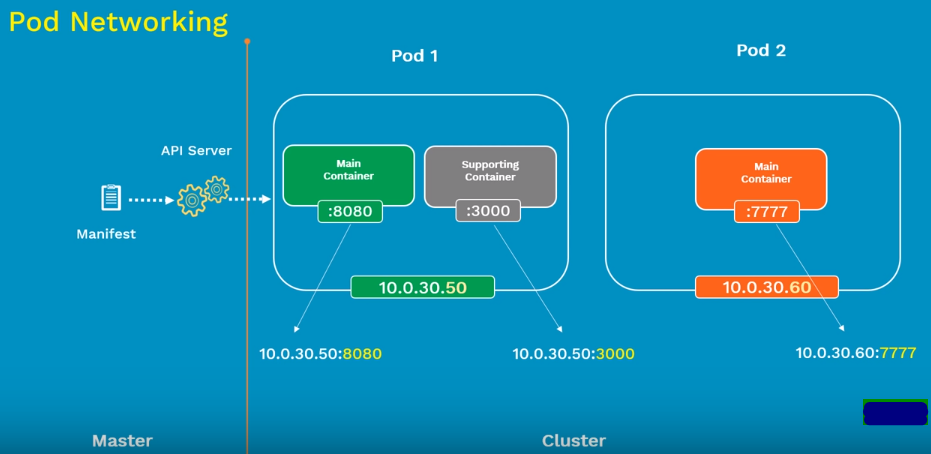 Pod Networking
Pod 1
Pod 2
API Server
Manifest
Main
Container
:8080
Supporting
Container
:3000
Main
Container
:7777
10.0.30.50
10.0.30.60
10.0.30.50:8080
10.0.30.50:3000
10.0.30.60:7777
Master
Cluster